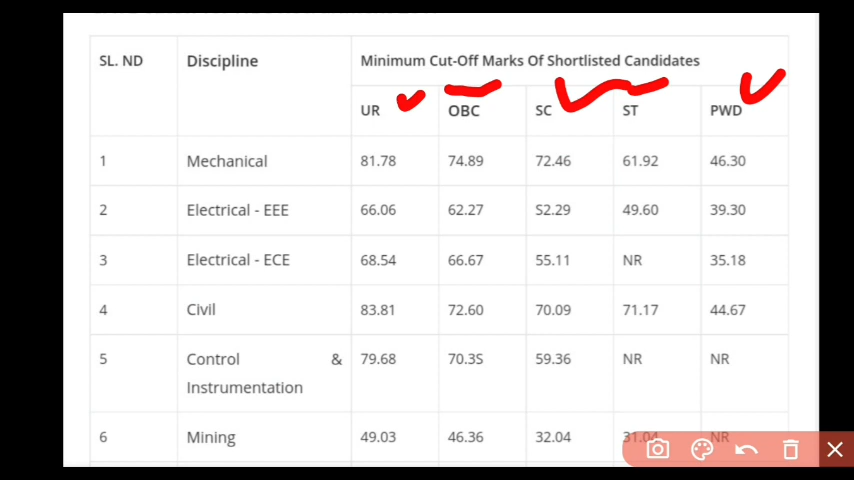 SL. ND Discipline Minimum Cut-Off Marks Of Shortlisted Candidates
UR OBC SC ST PWD
1 Mechanical 81.78 74.89 72.46 61.92 46.30
2 Electrical - EEE 66.06 62.27 S2.29 49.60 39.30
3 Electrical - ECE 68.54 66.67 55.11 NR 35.18
4 Civil 83.81 72.60 70.09 71.17 44.67
5 Control & 79.68 70.3S 59.36 NR NR
Instrumentation
6 Mining 49.03 46.36 32.04 31.04 NR